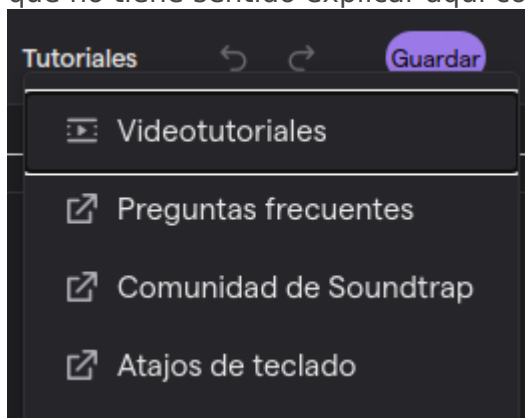 que no tiene sentido explicar aquí co
Tutoriales Guardar
Videotutoriales
Preguntas frecuentes
Comunidad de Soundtrap
Atajos de teclado